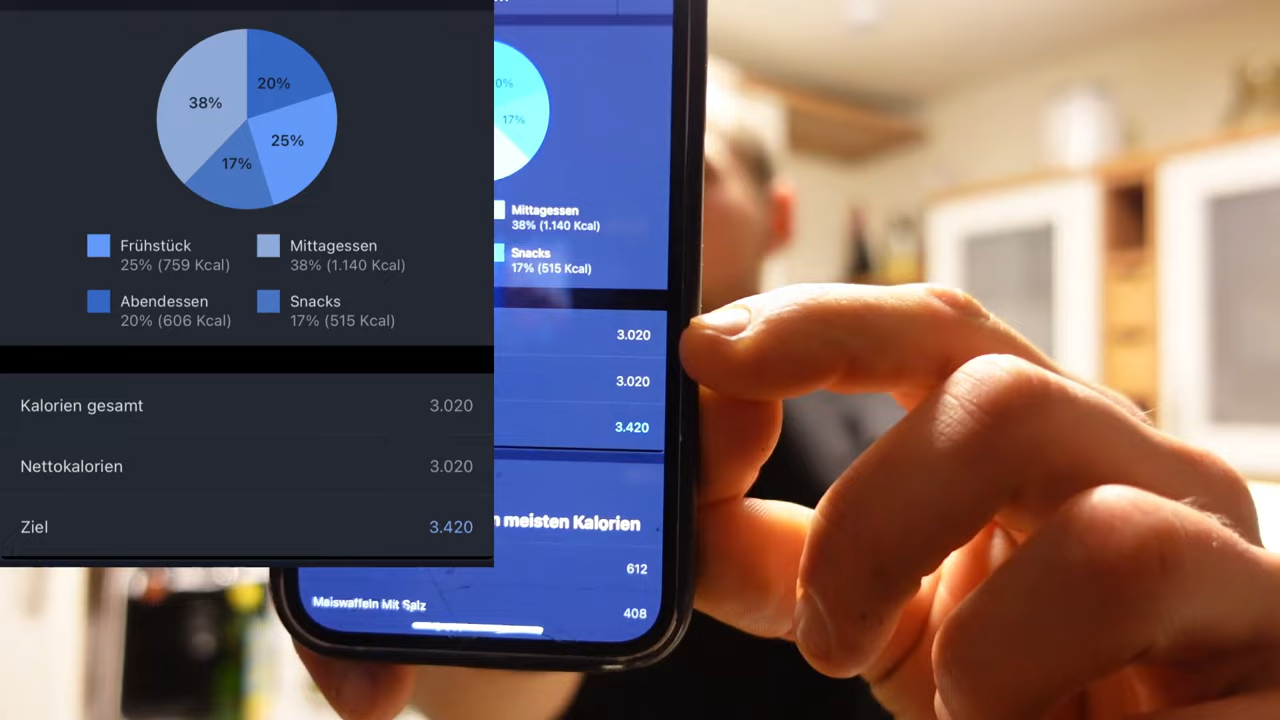 20%
38%
25%
17%
Frühstück
25% (759 Kcal)
Mittagessen
38% (1.140 Kcal)
Abendessen
20% (606 Kcal)
Snacks
17% (515 Kcal)
Kalorien gesamt
3.020
Nettokalorien
3.020
Ziel
3.420
0%
17%
Mittagessen
38% (1.140 Kcal)
Snacks
17% (515 Kcal)
3.020
3.020
3.420
n meisten Kalorien
612
Maiswaffeln Mit Salz
408